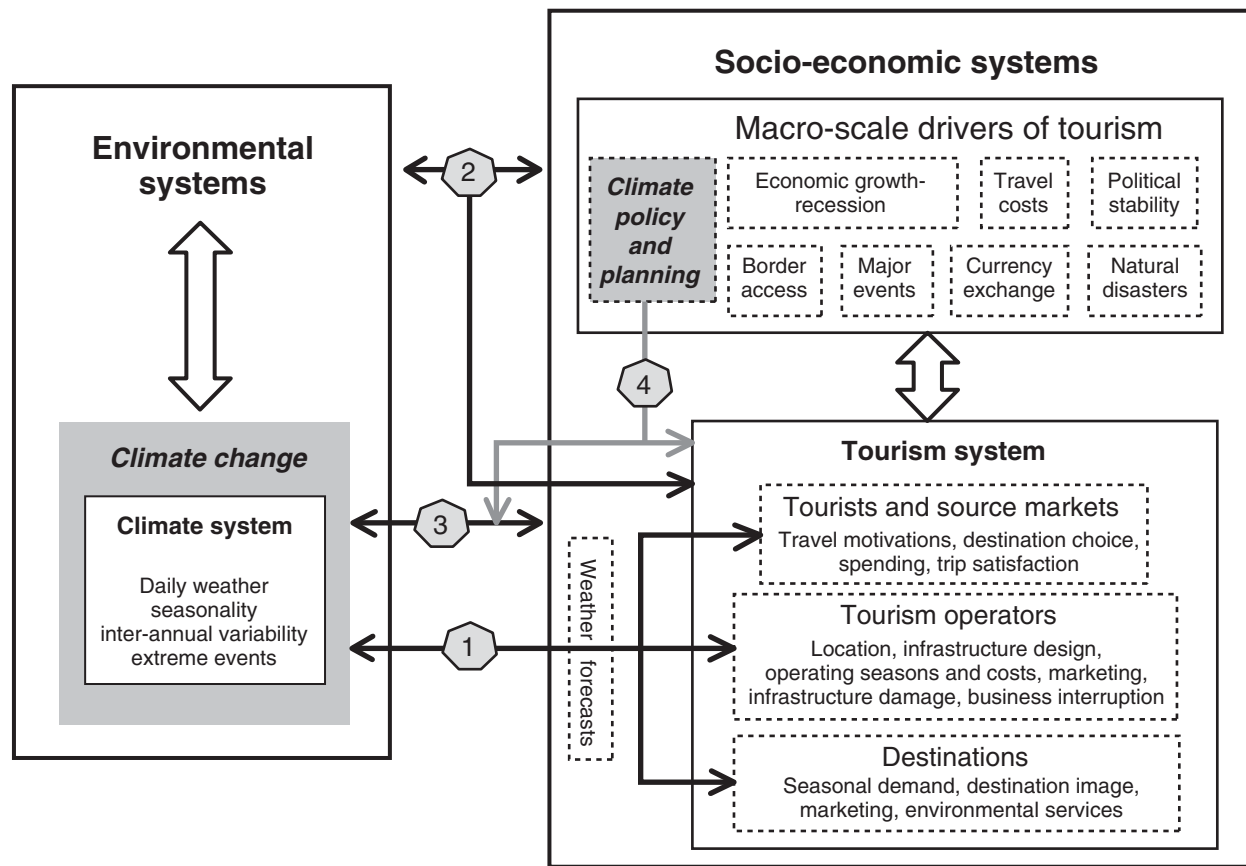 Environmental
systems
2
Climate change
Climate system
Daily weather
seasonality
inter-annual variability
extreme events
3
1
Socio-economic systems
Macro-scale drivers of tourism
Climate
policy
and
planning
Economic growth-
recession
Travel
costs
Political
stability
Border
access
Major
events
Currency
exchange
Natural
disasters
4
Weather forecasts
Tourism system
Tourists and source markets
Travel motivations, destination choice,
spending, trip satisfaction
Tourism operators
Location, infrastructure design,
operating seasons and costs, marketing,
infrastructure damage, business interruption
Destinations
Seasonal demand, destination image,
marketing, environmental services